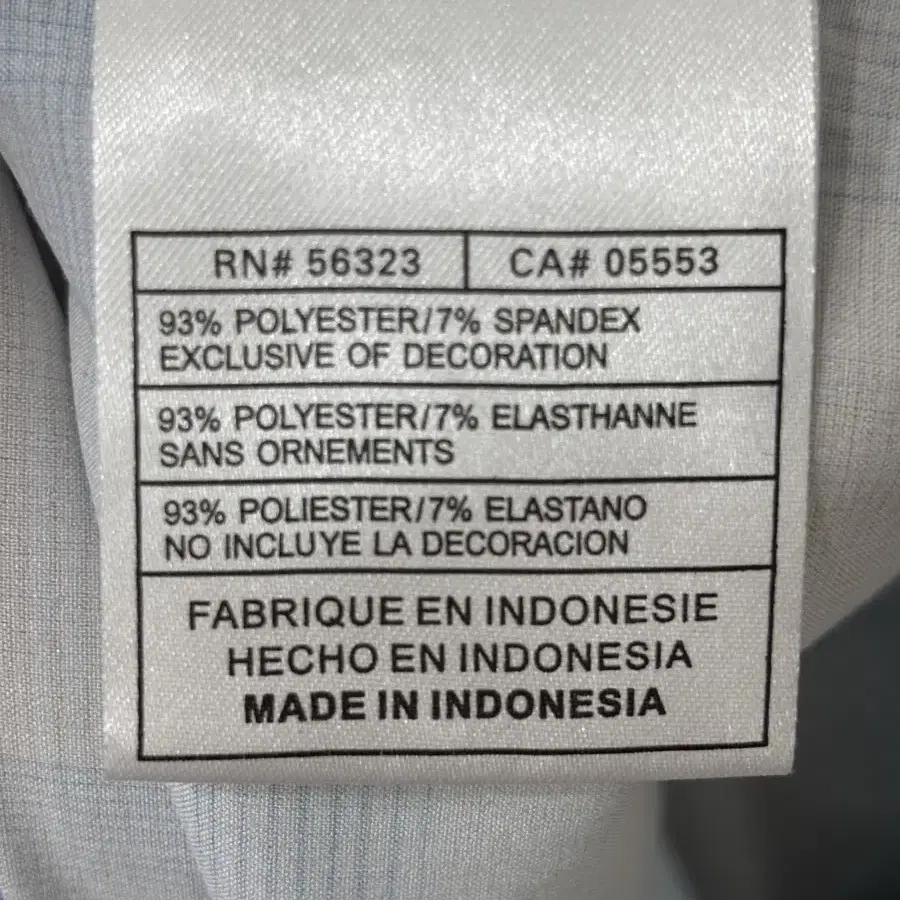 RN# 56323 CA# 05553
93% POLYESTER/7% SPANDEX
EXCLUSIVE OF DECORATION
93% POLYESTER/7% ELASTHANNE
SANS ORNEMENTS
93% POLIESTER/7% ELASTANO
NO INCLUYE LA DECORACION
FABRIQUE EN INDONESIE
HECHO EN INDONESIA
MADE IN INDONESIA